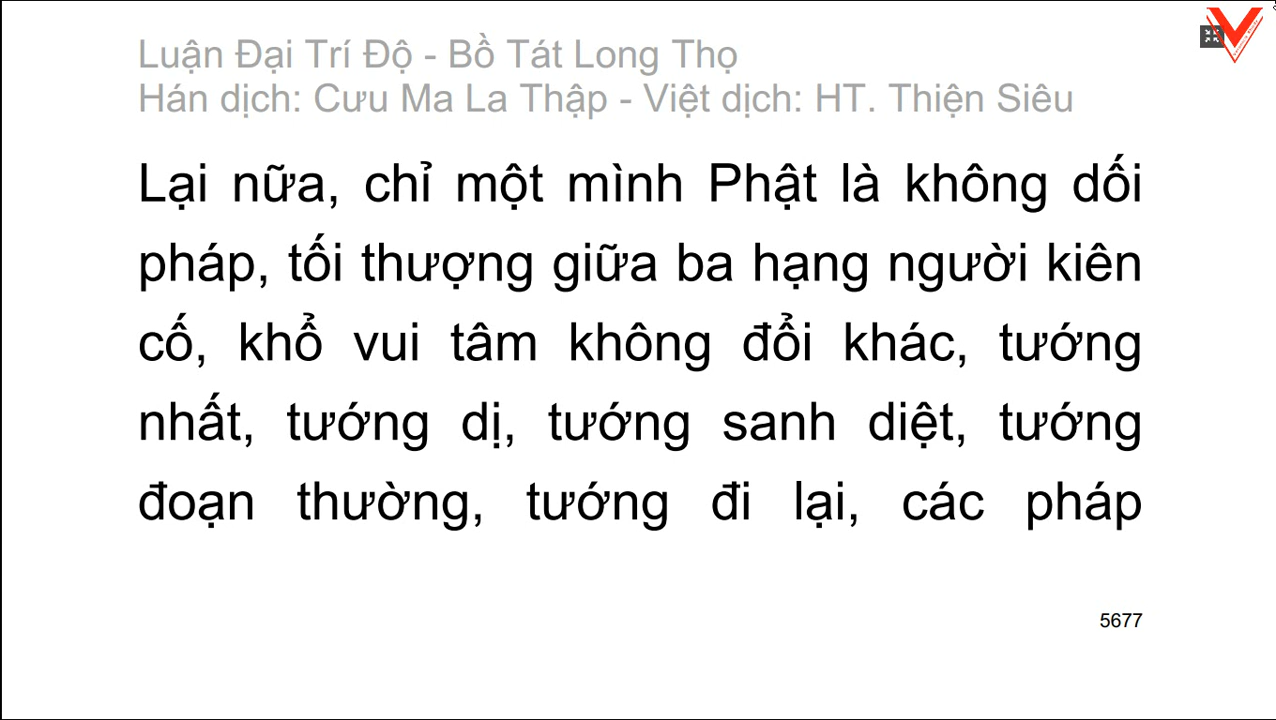 Luận Đại Trí Độ - Bồ Tát Long Thọ
Hán dịch: Cưu Ma La Thập - Việt dịch: HT. Thiện Siêu
Lại nữa, chỉ một mình Phật là không dối
pháp, tối thượng giữa ba hạng người kiên
cố, khổ vui tâm không đổi khác, tướng
nhất, tướng dị, tướng sanh diệt, tướng
đoạn thường, tướng đi lại, các pháp
5677